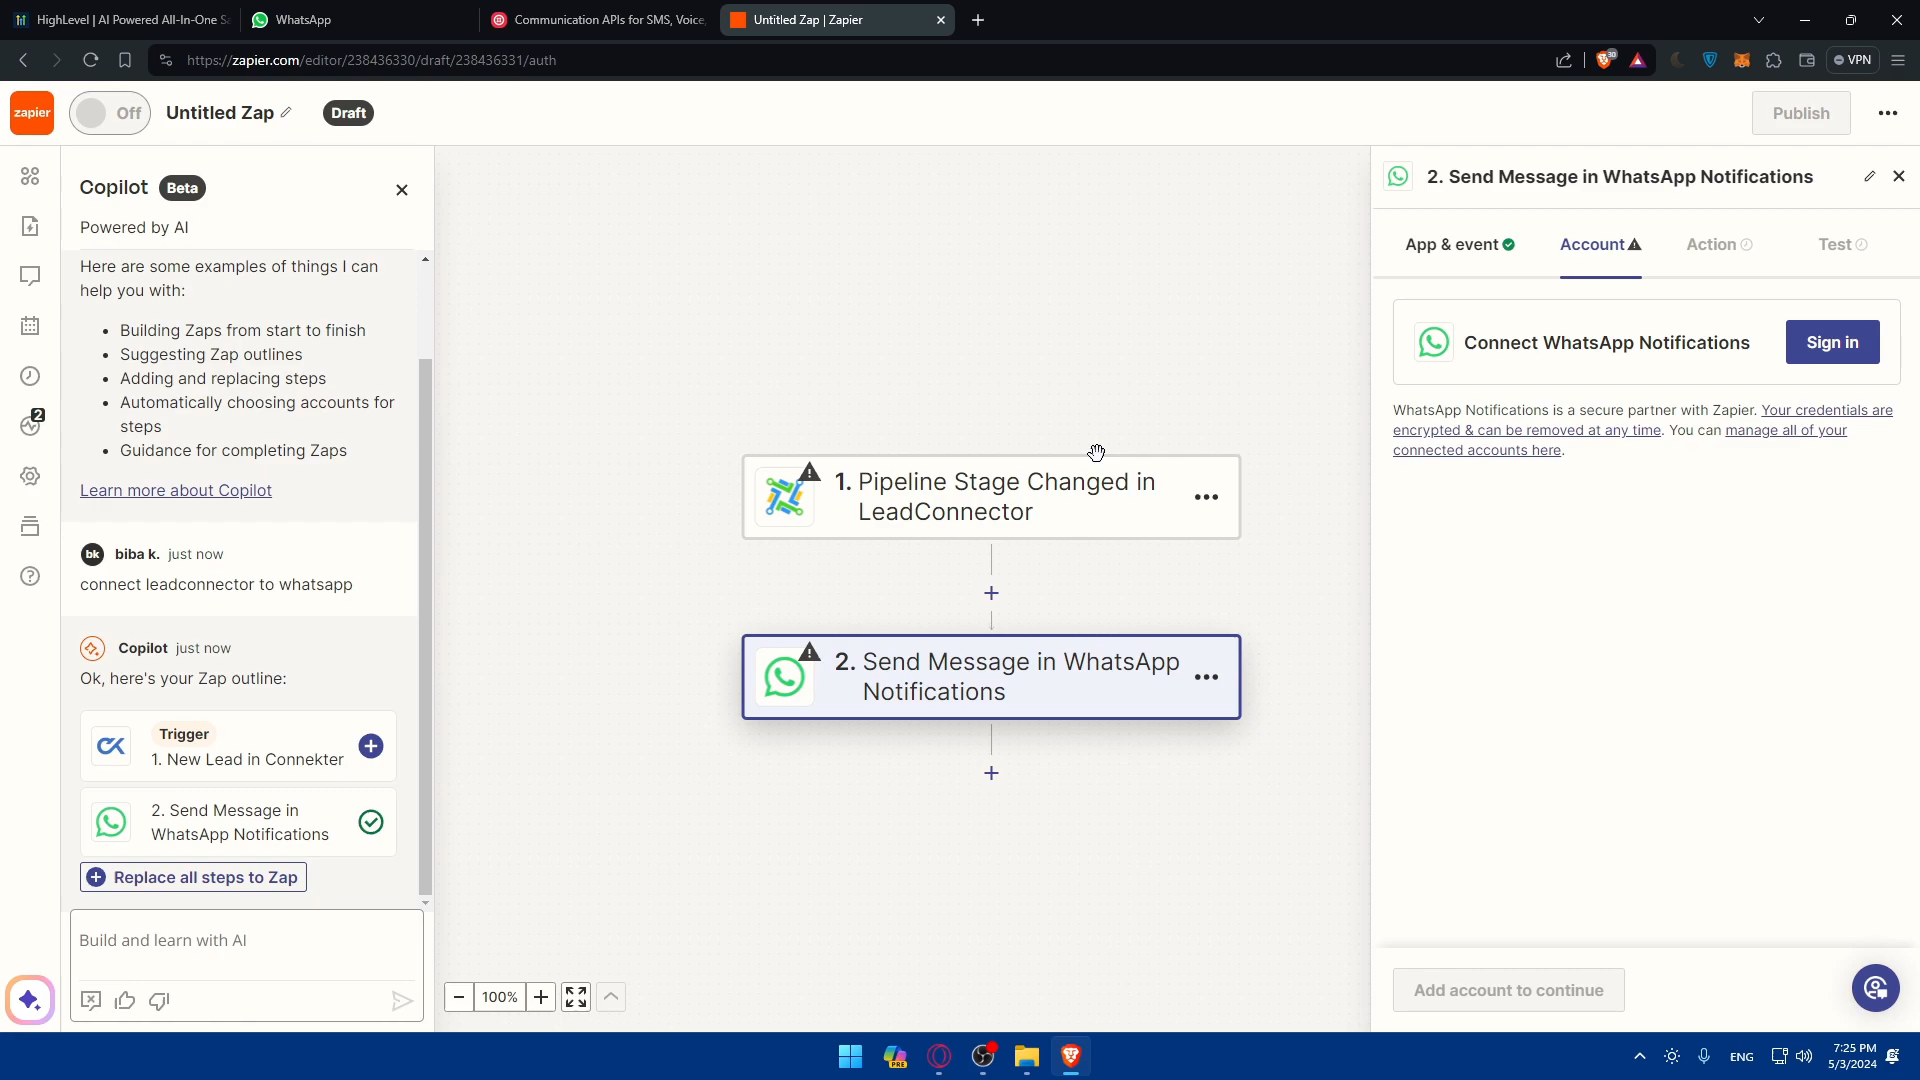 HighLevel | AI Powered All-In-One Sa
WhatsApp
Communication APIs for SMS, Voice,
Untitled Zap | Zapier
https://zapier.com/editor/238436330/draft/238436331/auth
30
VPN
zapier
Off
Untitled Zap
Draft
Publish
Copilot Beta
Powered by AI
Here are some examples of things I can
help you with:
• Building Zaps from start to finish
• Suggesting Zap outlines
• Adding and replacing steps
• Automatically choosing accounts for
steps
• Guidance for completing Zaps
Learn more about Copilot
2
bk biba k. just now
connect leadconnector to whatsapp
Copilot just now
Ok, here's your Zap outline:
Trigger
1. New Lead in Connekter
2. Send Message in
WhatsApp Notifications
Replace all steps to Zap
Build and learn with AI
1. Pipeline Stage Changed in
LeadConnector
2. Send Message in WhatsApp
Notifications
100%
2. Send Message in WhatsApp Notifications
App & event
Account
Action
Test
Connect WhatsApp Notifications
Sign in
WhatsApp Notifications is a secure partner with Zapier. Your credentials are
encrypted & can be removed at any time. You can manage all of your
connected accounts here.
Add account to continue
PRE
ENG
7:25 PM
5/3/2024